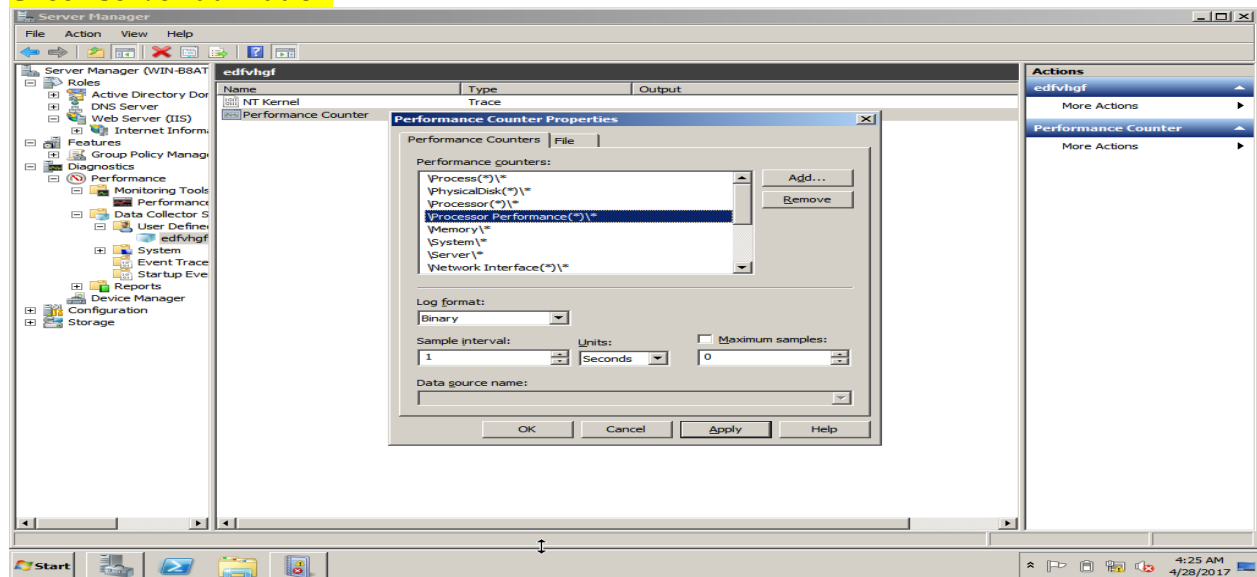 Server Manager
File Action View Help
Server Manager (WIN-B8AT
Roles
Active Directory Dor
DNS Server
Web Server (IIS)
Internet Inform
Features
Group Policy Manag
Diagnostics
Performance
Monitoring Tools
Performance
Data Collector S
User Define
edfvhgf
System
Event Trace
Startup Eve
Reports
Device Manager
Configuration
Storage
edfvhgf
Name Type Output
NT Kernel Trace
Performance Counter
Performance Counter Properties
Performance Counters File
Performance counters:
\Process(*)\*
\PhysicalDisk(*)\*
\Processor(*)\*
\Processor Performance(*)\*
\Memory\*
\System\*
\Server\*
\Network Interface(*)\*
Add...
Remove
Log format:
Binary
Sample interval: Units: Maximum samples:
1 Seconds 0
Data source name:
OK Cancel Apply Help
Actions
edfvhgf
More Actions
Performance Counter
More Actions
Start
4:25 AM
4/28/2017